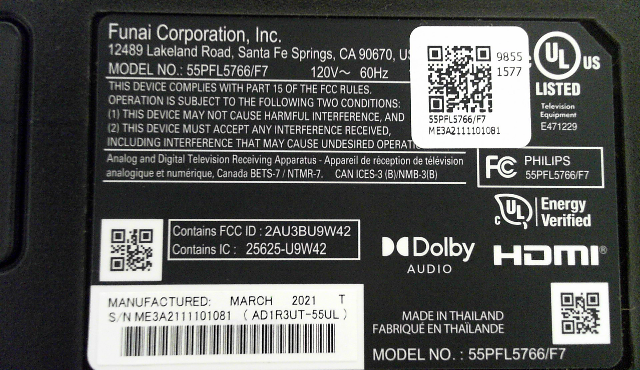 Funai Corporation, Inc.
12489 Lakeland Road, Santa Fe Springs, CA 90670, US
MODEL NO.: 55PFL5766/F7 120V~ 60Hz
THIS DEVICE COMPLIES WITH PART 15 OF THE FCC RULES.
OPERATION IS SUBJECT TO THE FOLLOWING TWO CONDITIONS:
(1) THIS DEVICE MAY NOT CAUSE HARMFUL INTERFERENCE, AND
(2) THIS DEVICE MUST ACCEPT ANY INTERFERENCE RECEIVED,
INCLUDING INTERFERENCE THAT MAY CAUSE UNDESIRED OPERAT
Analog and Digital Television Receiving Apparatus - Appareil de réception de télévision
analogique et numérique, Canada BETS-7 / NTMR-7. CAN ICES-3 (B)/NMB-3(B)
9855
1577
55PFL5766/F7
ME3A2111101081
UL US
LISTED
Television
Equipment
E471229
FC PHILIPS
55PFL5766/F7
c UL Energy
Verified
Contains FCC ID : 2AU3BU9W42
Contains IC : 25625-U9W42
Dolby
AUDIO
HDMI®
MANUFACTURED: MARCH 2021 T
S/N ME3A2111101081 ( AD1R3UT-55UL )
MADE IN THAILAND
FABRIQUÉ EN THAÏLANDE
MODEL NO. : 55PFL5766/F7